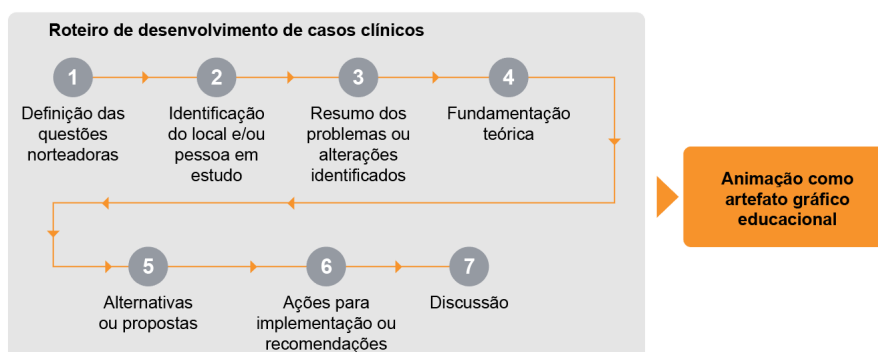 Roteiro de desenvolvimento de casos clínicos
1
2
3
4
Definição das
questões
norteadoras
Identificação
do local e/ou
pessoa em
estudo
Resumo dos
problemas ou
alterações
identificados
Fundamentação
teórica
5
6
7
Alternativas
ou propostas
Ações para
implementação ou
recomendações
Discussão
Animação como
artefato gráfico
educacional